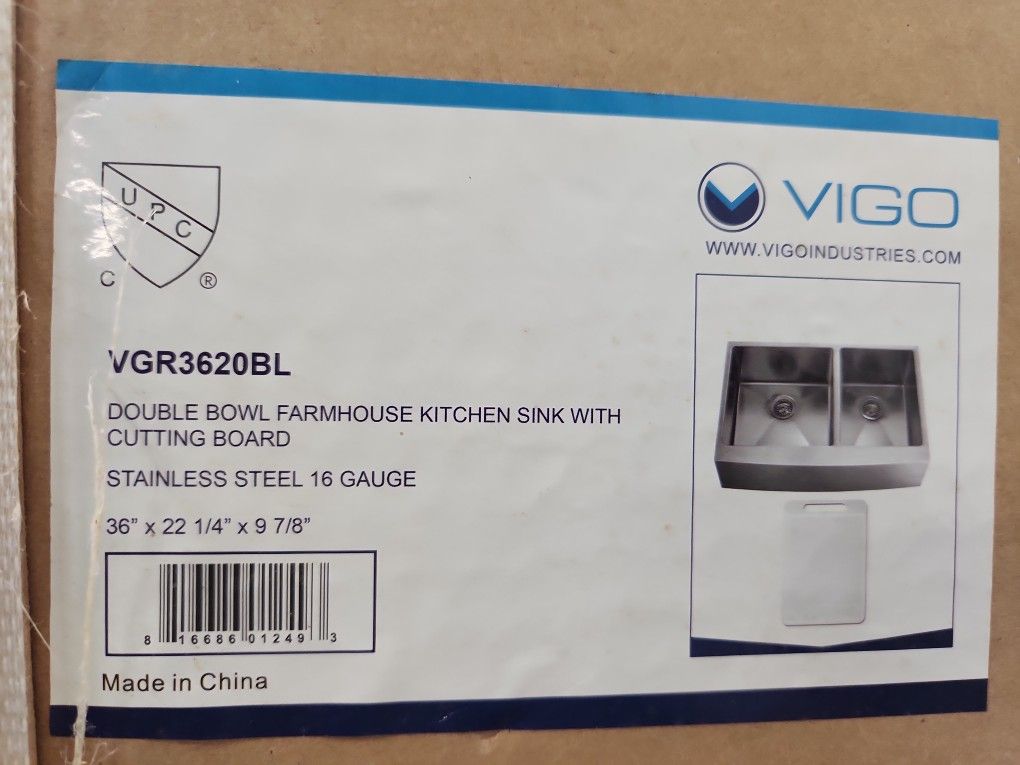 UPC
C ®
VIGO
WWW.VIGOINDUSTRIES.COM
VGR3620BL
DOUBLE BOWL FARMHOUSE KITCHEN SINK WITH
CUTTING BOARD
STAINLESS STEEL 16 GAUGE
36” x 22 1/4” x 9 7/8”
8 16686 01249 3
Made in China